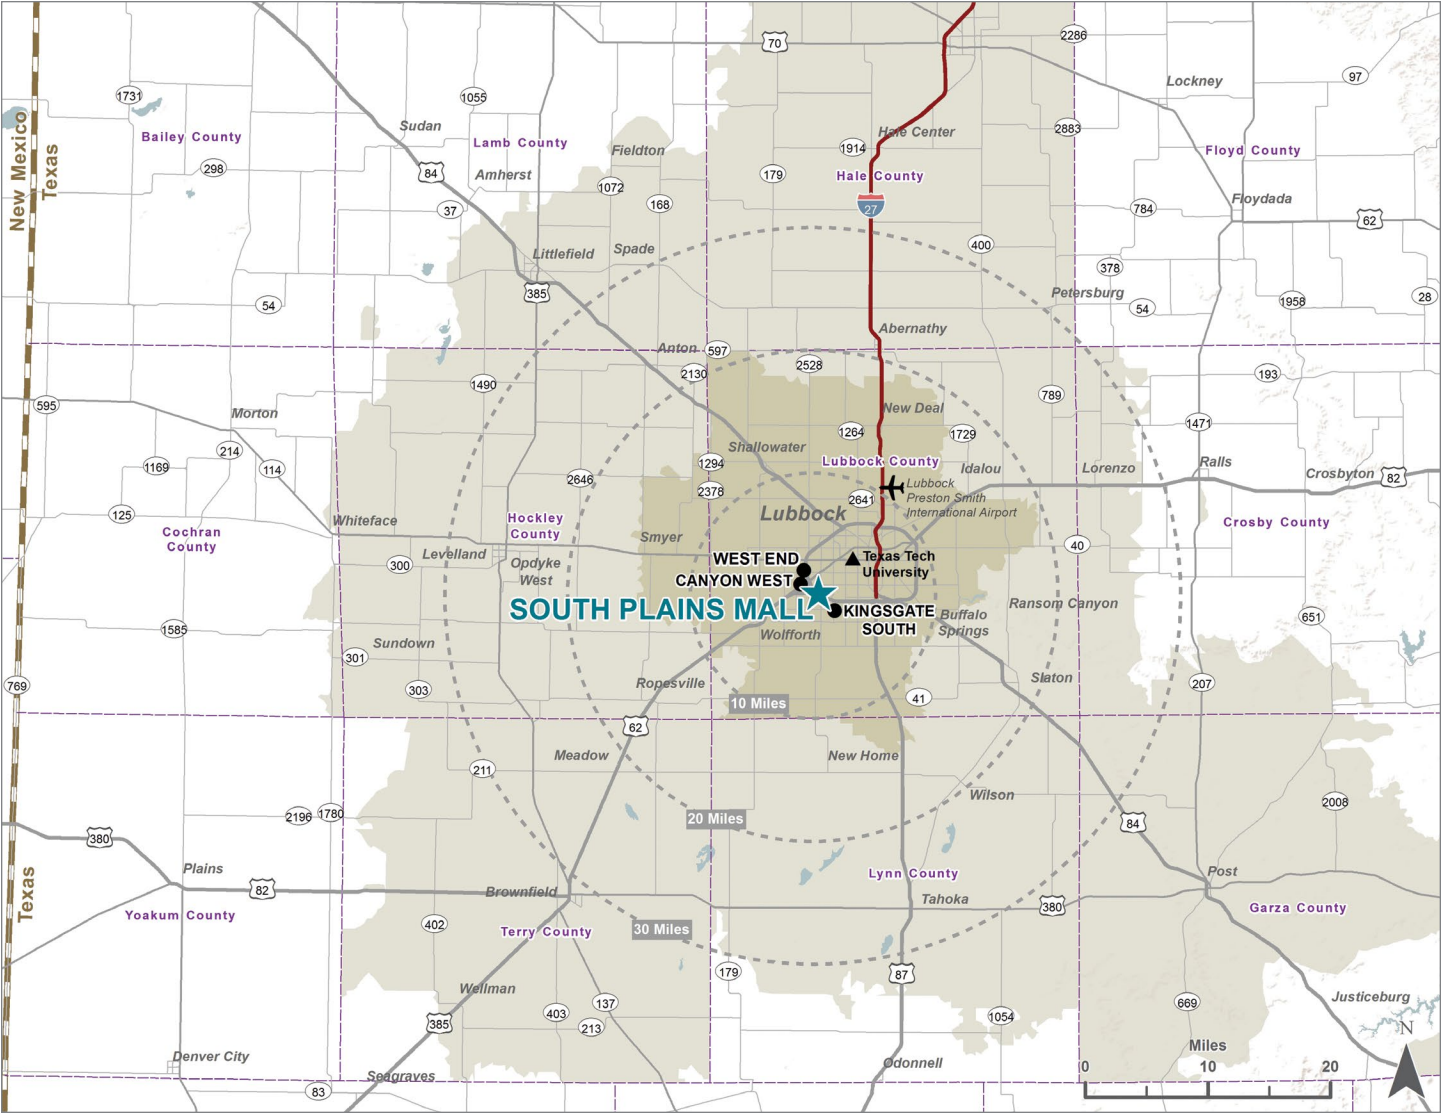 70
2286
97
Lockney
1731
1055
Sudan
Bailey County
Lamb County
2883
Hale Center
Fieldton
1914
Floyd County
New Mexico
Texas
298
84
Amherst
1072
179
Hale County
37
168
27
784
Floydada
62
400
Littlefield
Spade
378
385
Petersburg
54
54
1958
28
Abernathy
Anton
597
2130
2528
1490
193
789
595
Morton
New Deal
1471
214
1264
1729
Shallowater
1169
114
1294
Lubbock County
Idalou
Lorenzo
Ralls
Crosbyton
82
2646
2378
2641
Lubbock
Preston Smith
International Airport
125
Whiteface
Hockley
County
Lubbock
Crosby County
Cochran
County
Smyer
40
Levelland
300
Opdyke
West
WEST END
Texas Tech
University
CANYON WEST
SOUTH PLAINS MALL
KINGSGATE
SOUTH
Ransom Canyon
Buffalo
Springs
651
1585
Wolfforth
Sundown
301
303
769
Ropesville
Slaton
207
10 Miles
41
62
Meadow
New Home
211
Wilson
2008
2196
1780
20 Miles
84
380
Plains
82
Texas
Yoakum County
Brownfield
Lynn County
Tahoka
380
Post
Garza County
402
Terry County
30 Miles
179
87
Wellman
403
137
213
385
1054
669
Justiceburg
N
Miles
0
10
20
Denver City
Seagraves
83
Odonnell